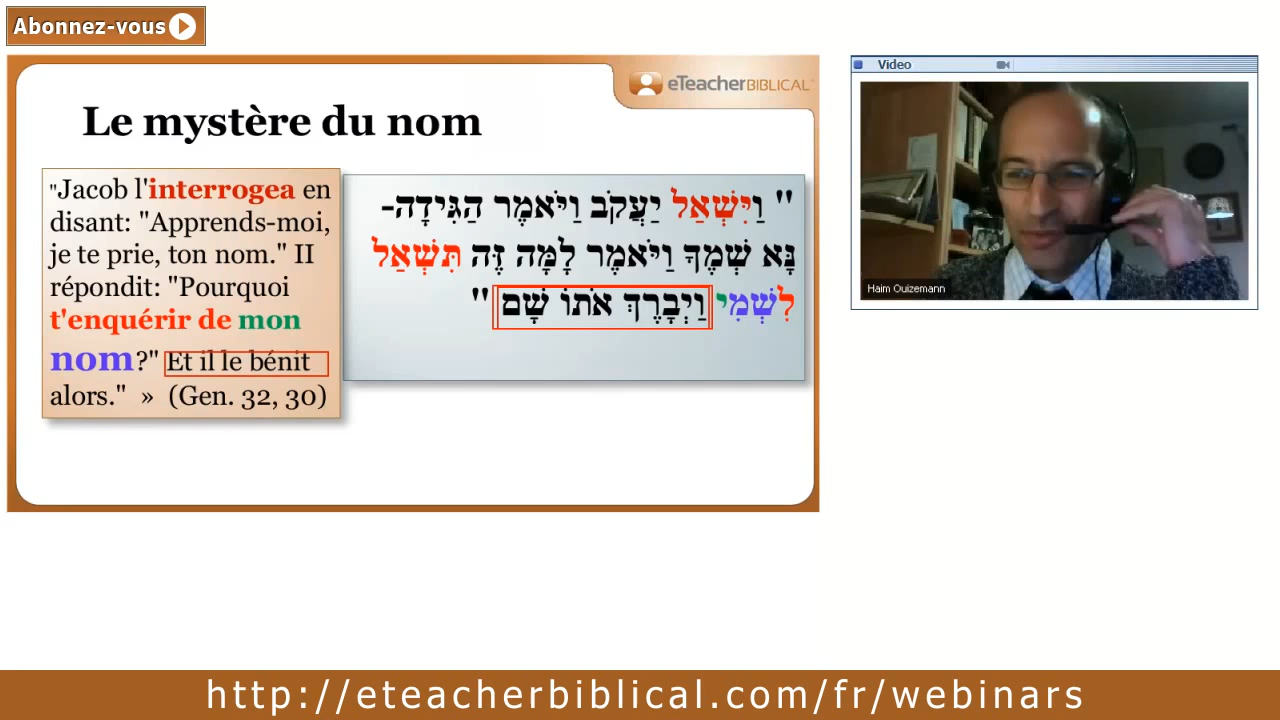 Abonnez-vous
eTeacherBIBLICAL
Le mystère du nom
"Jacob l'interrogea en
disant: "Apprends-moi,
je te prie, ton nom." II
répondit: "Pourquoi
t'enquérir de mon
nom?" Et il le bénit
alors." » (Gen. 32, 30)
" וַיִּשְׁאַל יַעֲקֹב וַיֹּאמֶר הַגִּידָה-
נָּא שְׁמֶךָ וַיֹּאמֶר לָמָּה זֶּה תִּשְׁאַל
לִשְׁמִי וַיְבָרֶךְ אֹתוֹ שָׁם"
Video
Haim Ouizemann
http://eteacherbiblical.com/fr/webinars